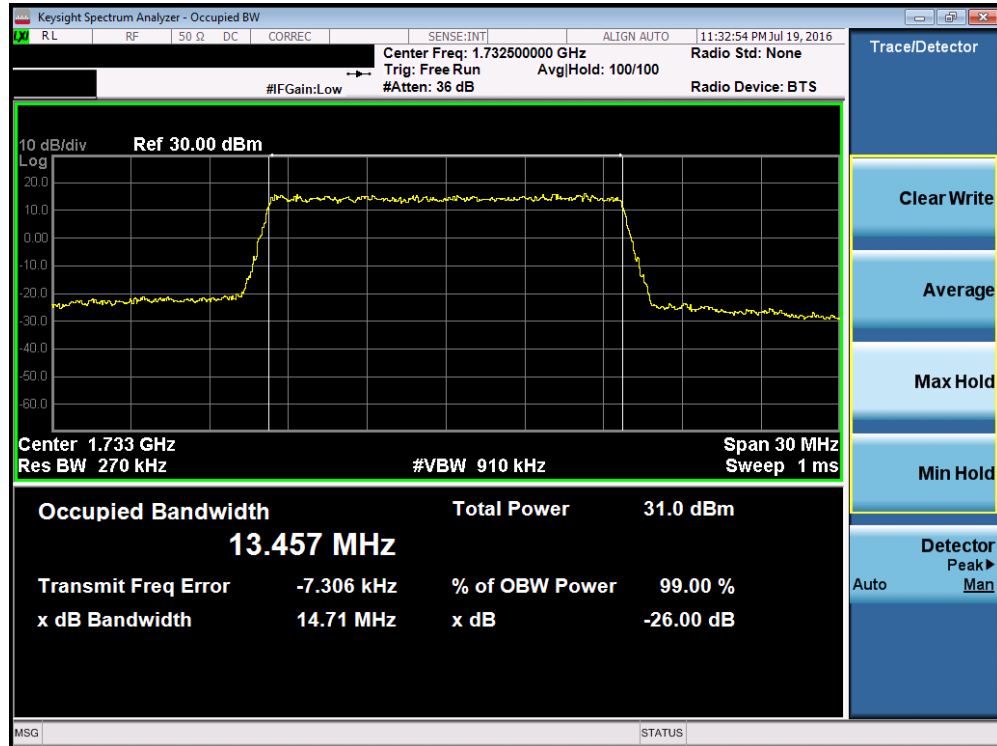 Keysight Spectrum Analyzer - Occupied BW
LXI RL RF 50 Ω DC CORREC SENSE:INT ALIGN AUTO 11:32:54 PM Jul 19, 2016
Center Freq: 1.732500000 GHz Radio Std: None
Trig: Free Run Avg|Hold: 100/100
#IFGain:Low #Atten: 36 dB Radio Device: BTS
Trace/Detector
10 dB/div Ref 30.00 dBm
Log
20.0
10.0
0.00
-10.0
-20.0
-30.0
-40.0
-50.0
-60.0
Center 1.733 GHz Span 30 MHz
Res BW 270 kHz #VBW 910 kHz Sweep 1 ms
Occupied Bandwidth Total Power 31.0 dBm
13.457 MHz
Transmit Freq Error -7.306 kHz % of OBW Power 99.00 %
x dB Bandwidth 14.71 MHz x dB -26.00 dB
Clear Write
Average
Max Hold
Min Hold
Detector
Peak▶
Auto Man
MSG STATUS